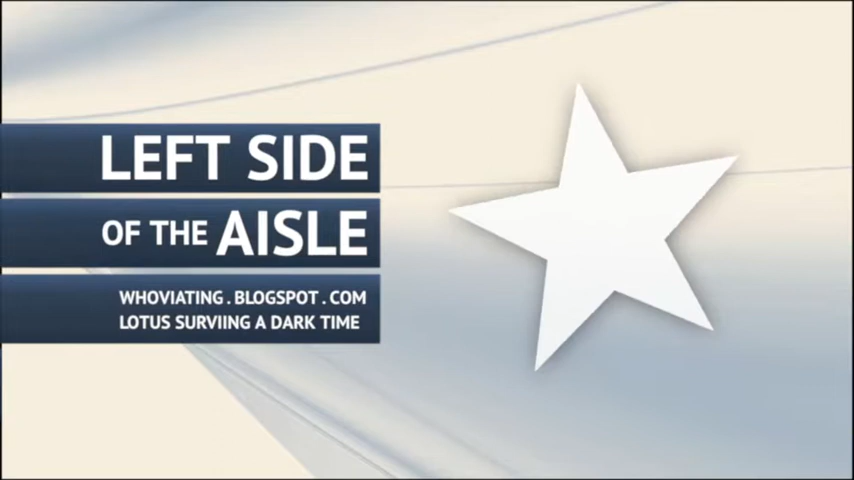 LEFT SIDE
OF THE AISLE
WHOVIATING . BLOGSPOT . COM
LOTUS SURVIING A DARK TIME